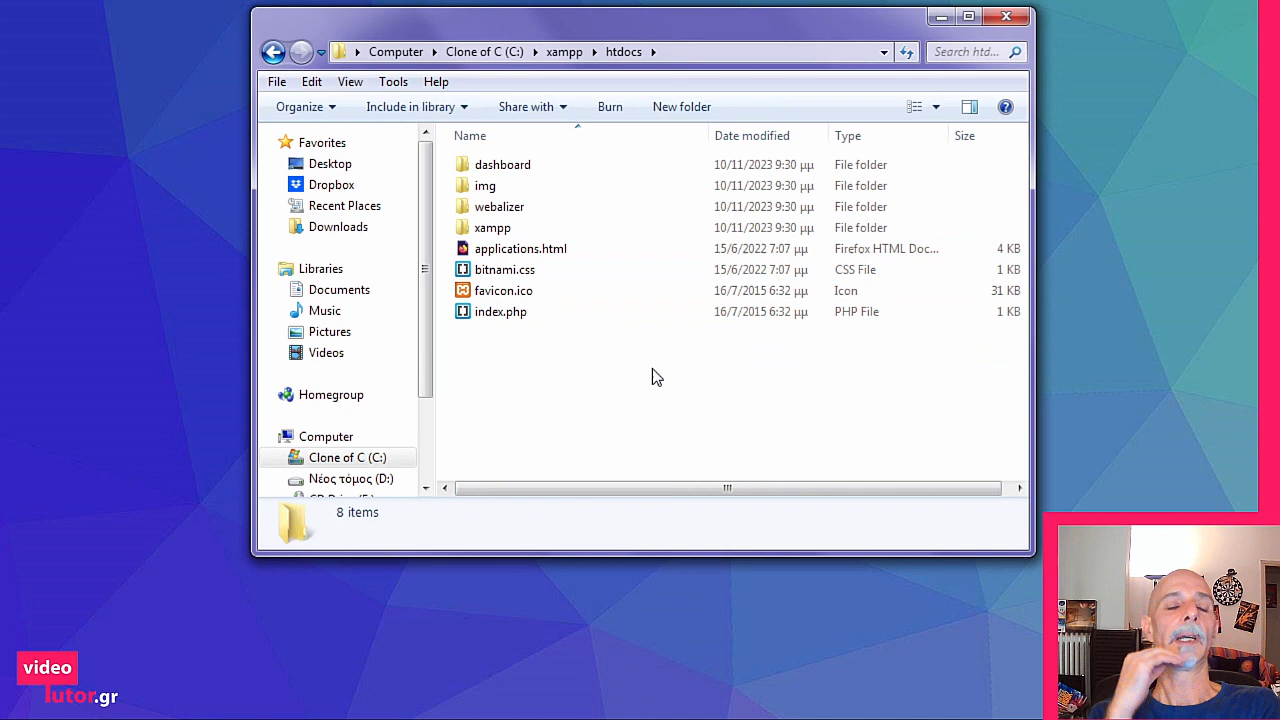 Computer Clone of C (C:) xampp htdocs
Search htd...
File Edit View Tools Help
Organize Include in library Share with Burn New folder
Name Date modified Type Size
Favorites
Desktop
Dropbox
Recent Places
Downloads
Libraries
Documents
Music
Pictures
Videos
Homegroup
Computer
Clone of C (C:)
Νέος τόμος (D:)
dashboard 10/11/2023 9:30 μμ File folder
img 10/11/2023 9:30 μμ File folder
webalizer 10/11/2023 9:30 μμ File folder
xampp 10/11/2023 9:30 μμ File folder
applications.html 15/6/2022 7:07 μμ Firefox HTML Doc... 4 KB
bitnami.css 15/6/2022 7:07 μμ CSS File 1 KB
favicon.ico 16/7/2015 6:32 μμ Icon 31 KB
index.php 16/7/2015 6:32 μμ PHP File 1 KB
8 items
video
tutor.gr